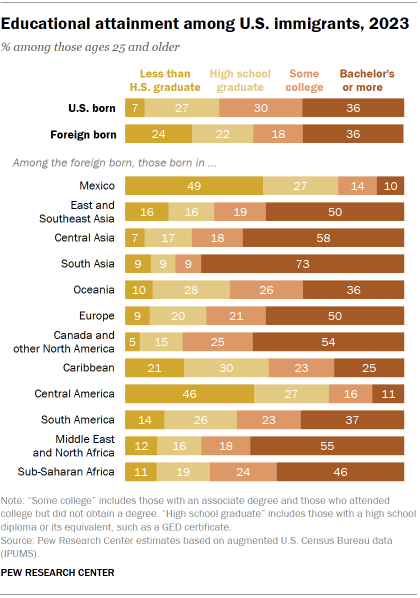 Educational attainment among U.S. immigrants, 2023
% among those ages 25 and older
Less than H.S. graduate
High school graduate
Some college
Bachelor's or more
U.S. born 7 27 30 36
Foreign born 24 22 18 36
Among the foreign born, those born in ...
Mexico 49 27 14 10
East and Southeast Asia 16 16 19 50
Central Asia 7 17 18 58
South Asia 9 9 9 73
Oceania 10 28 26 36
Europe 9 20 21 50
Canada and other North America 5 15 25 54
Caribbean 21 30 23 25
Central America 46 27 16 11
South America 14 26 23 37
Middle East and North Africa 12 16 18 55
Sub-Saharan Africa 11 19 24 46
Note: “Some college” includes those with an associate degree and those who attended
college but did not obtain a degree. “High school graduate” includes those with a high school
diploma or its equivalent, such as a GED certificate.
Source: Pew Research Center estimates based on augmented U.S. Census Bureau data
(IPUMS).
PEW RESEARCH CENTER